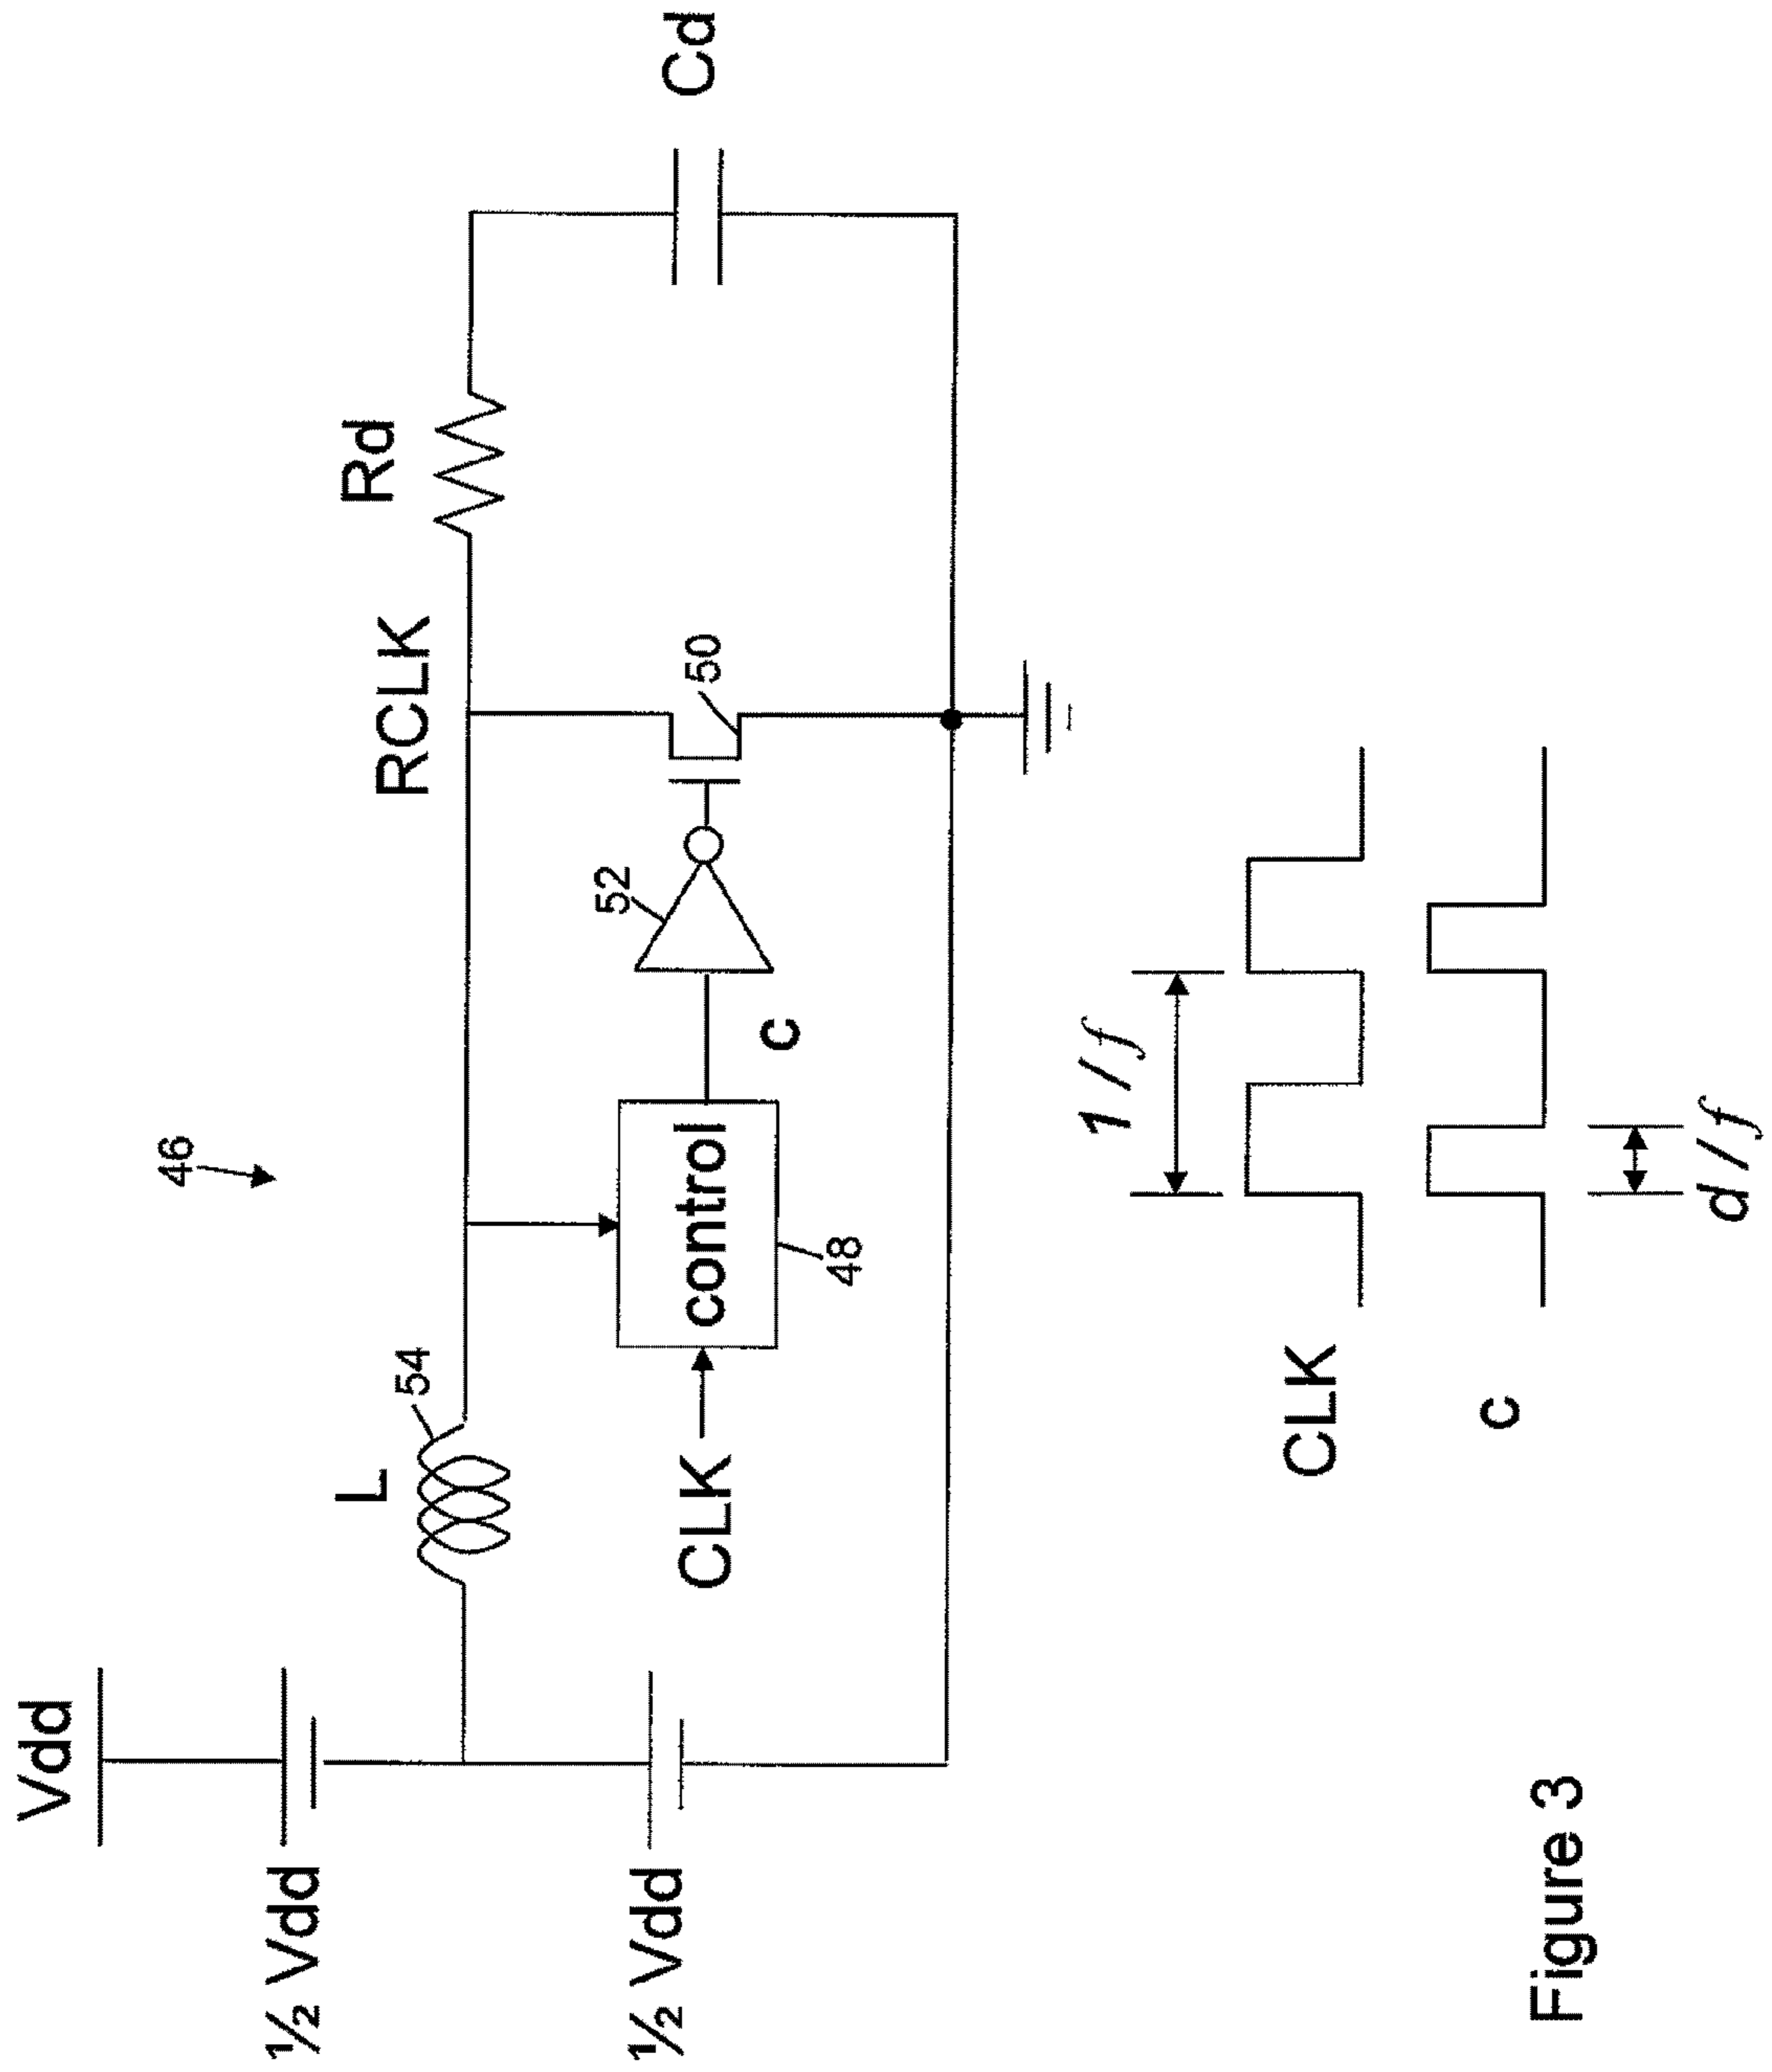 46
Vdd
½ Vdd
½ Vdd
L
54
RCLK
Rd
Cd
CLK
control
48
c
52
50
1/f
CLK
c
d/f
Figure 3